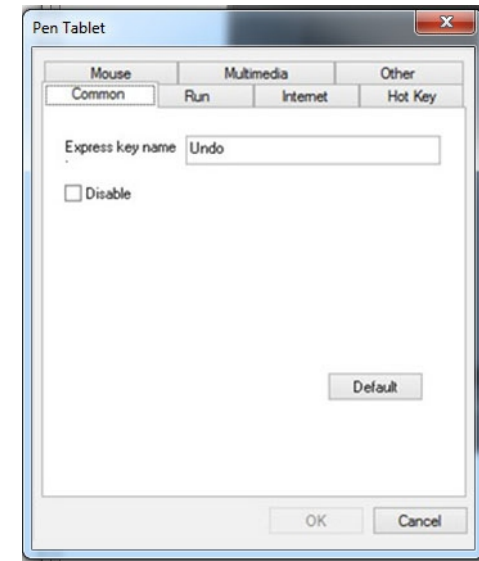 Pen Tablet
Mouse Multimedia Other
Common Run Internet Hot Key
Express key name Undo
:
Disable
Default
OK Cancel